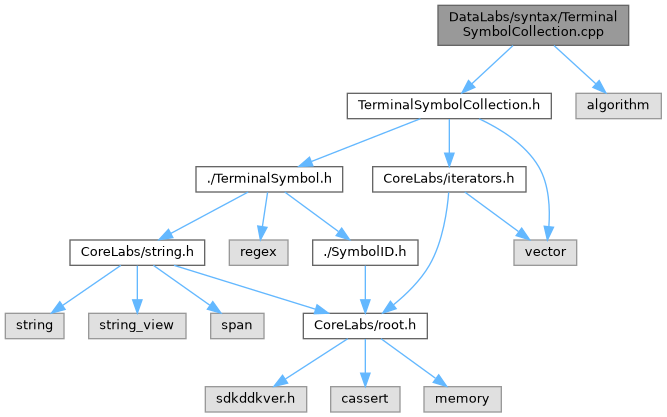 DataLabs/syntax/Terminal
SymbolCollection.cpp
TerminalSymbolCollection.h
algorithm
./TerminalSymbol.h
CoreLabs/iterators.h
CoreLabs/string.h
regex
./SymbolID.h
vector
string
string_view
span
CoreLabs/root.h
sdkddkver.h
cassert
memory